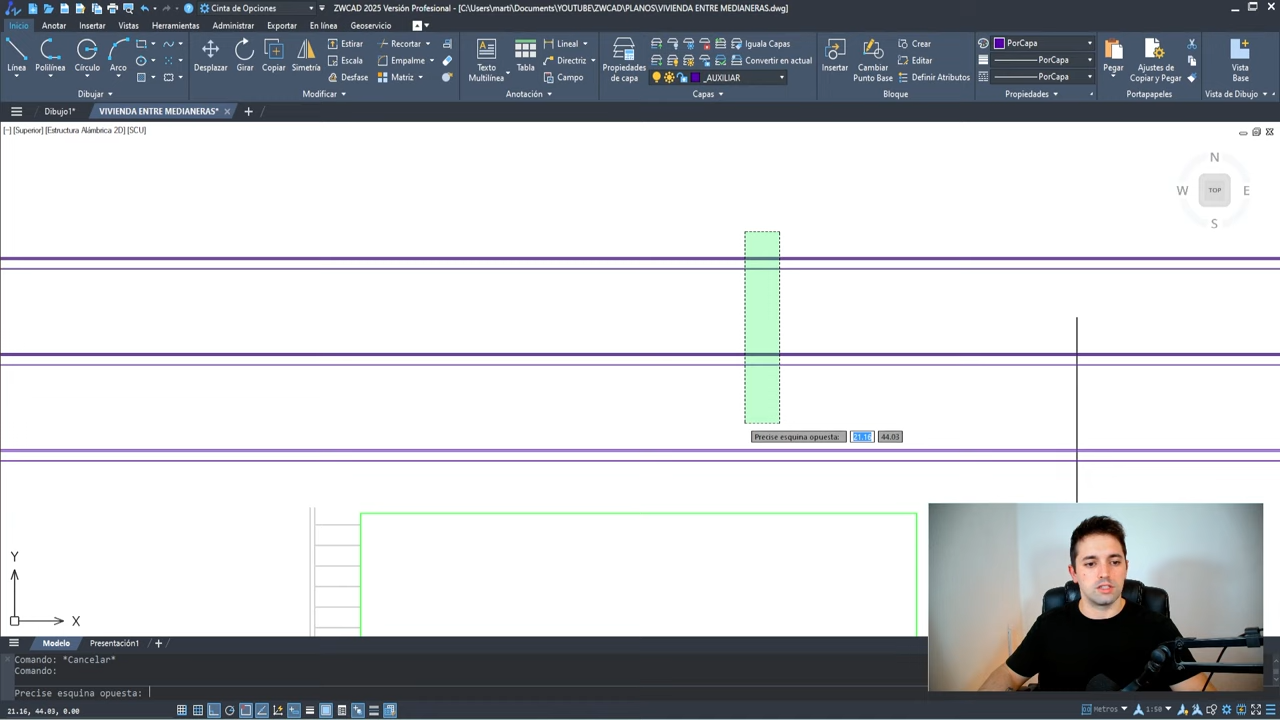 Cinta de Opciones
ZWCAD 2025 Versión Profesional - [C:\Users\marti\Documents\YOUTUBE\ZWCAD\PLANOS\VIVIENDA ENTRE MEDIANERAS.dwg]
Inicio Anotar Insertar Vistas Herramientas Administrar Exportar En línea Geoservicio
Línea Polilínea Círculo Arco
Dibujar
Desplazar Girar Copiar Simetría
Estirar Recortar
Escala Empalme
Desfase Matriz
Modificar
Texto Multilínea
Tabla
Lineal
Directriz
Campo
Anotación
Propiedades de capa
Iguala Capas
Convertir en actual
_AUXILIAR
Capas
Insertar
Cambiar Punto Base
Crear
Editar
Definir Atributos
Bloque
PorCapa
PorCapa
PorCapa
Propiedades
Pegar
Ajustes de Copiar y Pegar
Portapapeles
Vista Base
Vista de Dibujo
Dibujo1* VIVIENDA ENTRE MEDIANERAS*
[-] [Superior] [Estructura Alámbrica 2D] [SCU]
N
W TOP E
S
Precise esquina opuesta: 21.16 44.03
Y
X
Modelo Presentación1
Comando: *Cancelar*
Comando:
Precise esquina opuesta:
21.16, 44.03, 0.00
Metros 1:50